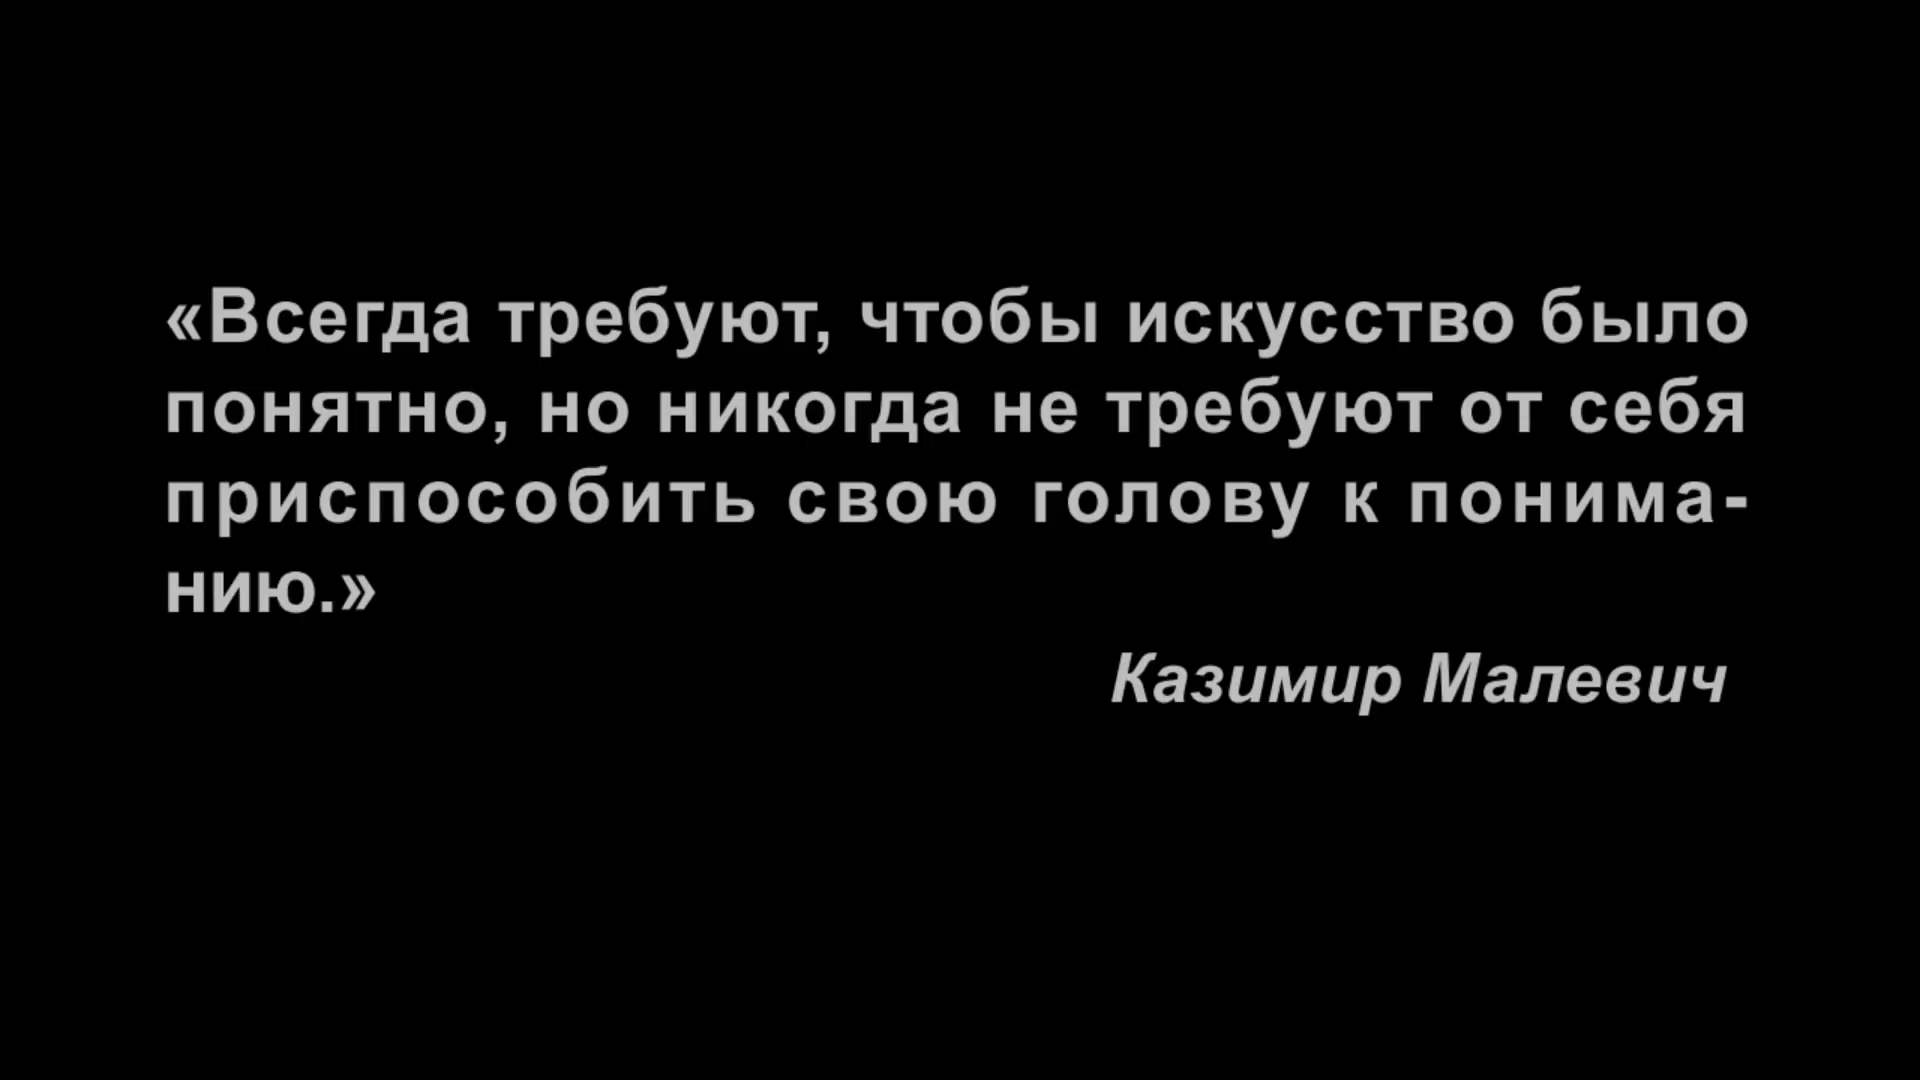 «Всегда требуют, чтобы искусство было
понятно, но никогда не требуют от себя
приспособить свою голову к понима-
нию.»
Казимир Малевич